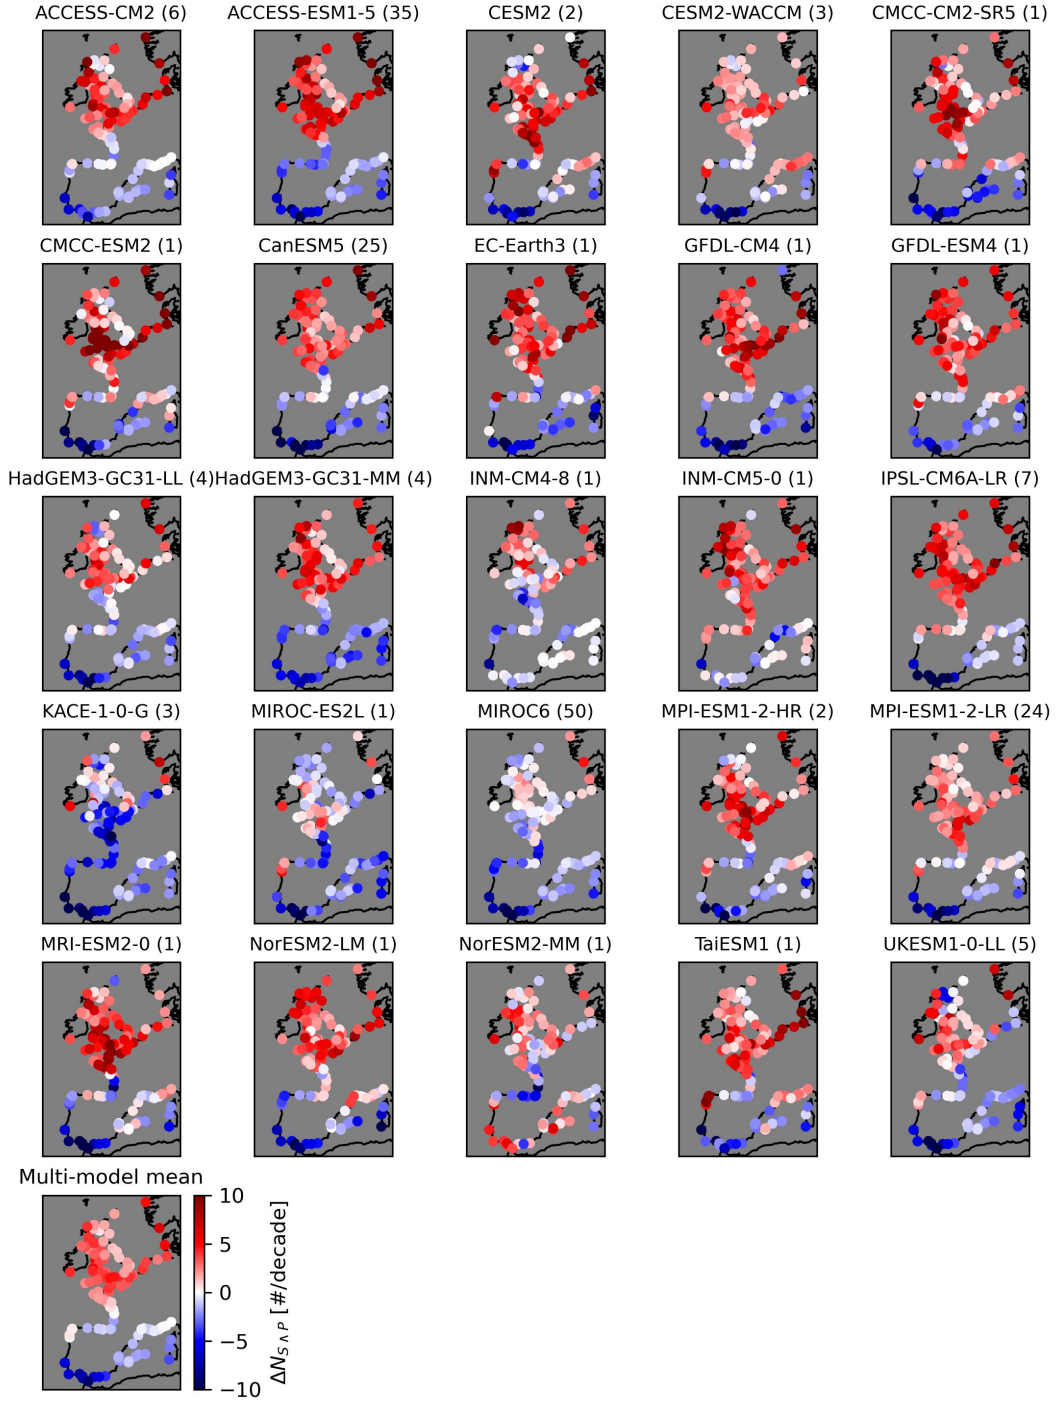 ACCESS-CM2 (6)
ACCESS-ESM1-5 (35)
CESM2 (2)
CESM2-WACCM (3)
CMCC-CM2-SR5 (1)
CMCC-ESM2 (1)
CanESM5 (25)
EC-Earth3 (1)
GFDL-CM4 (1)
GFDL-ESM4 (1)
HadGEM3-GC31-LL (4)
HadGEM3-GC31-MM (4)
INM-CM4-8 (1)
INM-CM5-0 (1)
IPSL-CM6A-LR (7)
KACE-1-0-G (3)
MIROC-ES2L (1)
MIROC6 (50)
MPI-ESM1-2-HR (2)
MPI-ESM1-2-LR (24)
MRI-ESM2-0 (1)
NorESM2-LM (1)
NorESM2-MM (1)
TaiESM1 (1)
UKESM1-0-LL (5)
Multi-model mean
10
5
0
−5
−10
ΔN_{S∧P} [#/decade]